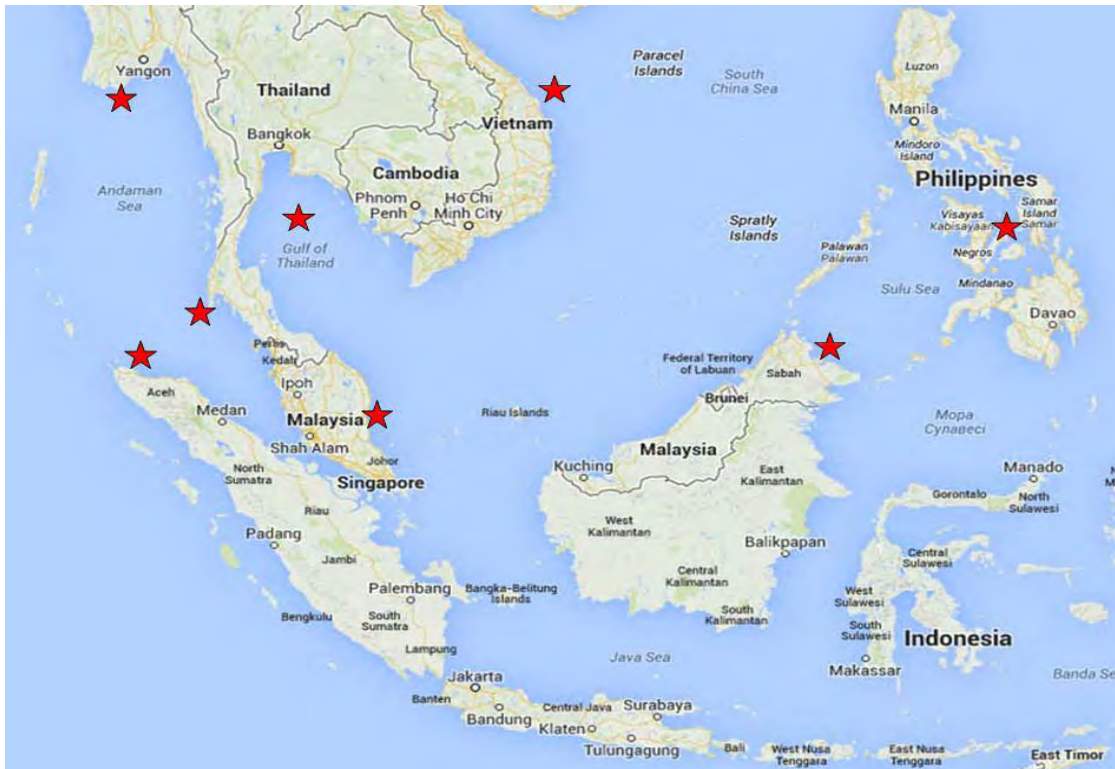 Yangon
Thailand
Bangkok
Andaman
Sea
Gulf of
Thailand
Cambodia
Phnom
Penh
Ho Chi
Minh City
Vietnam
Paracel
Islands
South
China Sea
Luzon
Manila
Mindoro
Island
Philippines
Visayas
Kabisayaan
Samar
Island
Samar
Negros
Spratly
Islands
Palawan
Palawan
Sulu Sea
Mindanao
Davao
Perlis
Kedah
Ipoh
Aceh
Medan
Malaysia
Shah Alam
Johor
Singapore
Riau Islands
Federal Territory
of Labuan
Sabah
Brunei
Malaysia
Kuching
Мора
Сулавеси
North
Sumatra
Riau
Padang
Jambi
Palembang
South
Sumatra
Bengkulu
Lampung
Bangka-Belitung
Islands
West
Kalimantan
East
Kalimantan
Central
Kalimantan
South
Kalimantan
Balikpapan
Manado
Gorontalo
North
Sulawesi
Central
Sulawesi
West
Sulawesi
South
Sulawesi
Makassar
Indonesia
Java Sea
Banda Se
Jakarta
Banten
Bandung
Central Java
Klaten
Surabaya
Tulungagung
Bali
West Nusa
Tenggara
East Nusa
Tenggara
East Timor